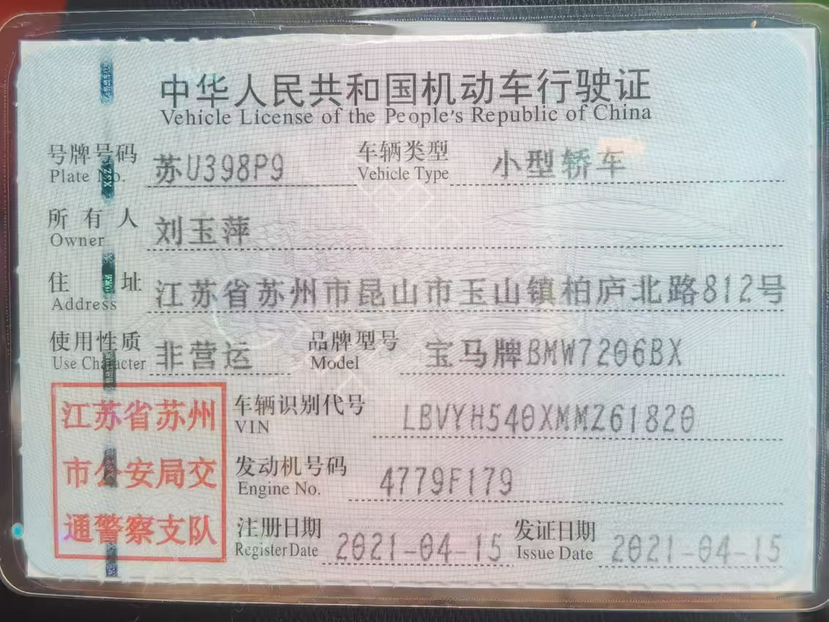 中华人民共和国机动车行驶证
Vehicle License of the People's Republic of China
号牌号码 苏U398P9 车辆类型 小型轿车
Plate No. Vehicle Type
所有人 刘玉萍
Owner
住址 江苏省苏州市昆山市玉山镇柏庐北路812号
Address
使用性质 非营运 品牌型号 宝马牌BMW7206BX
Use Character Model
江苏省苏州 车辆识别代号 LBVYH540XMMZ61820
VIN
市公安局交 发动机号码 4779F179
Engine No.
通警察支队 注册日期 2021-04-15 发证日期 2021-04-15
Register Date Issue Date